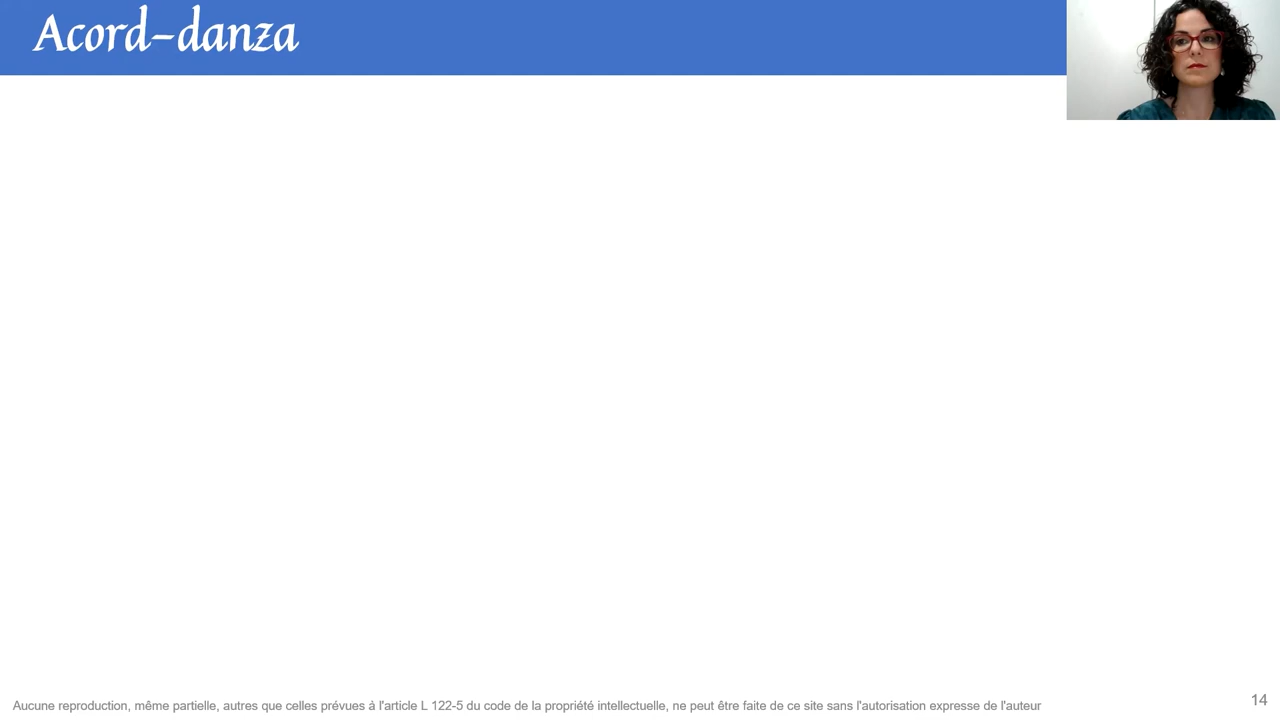 Acord-danza
Aucune reproduction, même partielle, autres que celles prévues à l'article L 122-5 du code de la propriété intellectuelle, ne peut être faite de ce site sans l'autorisation expresse de l'auteur
14